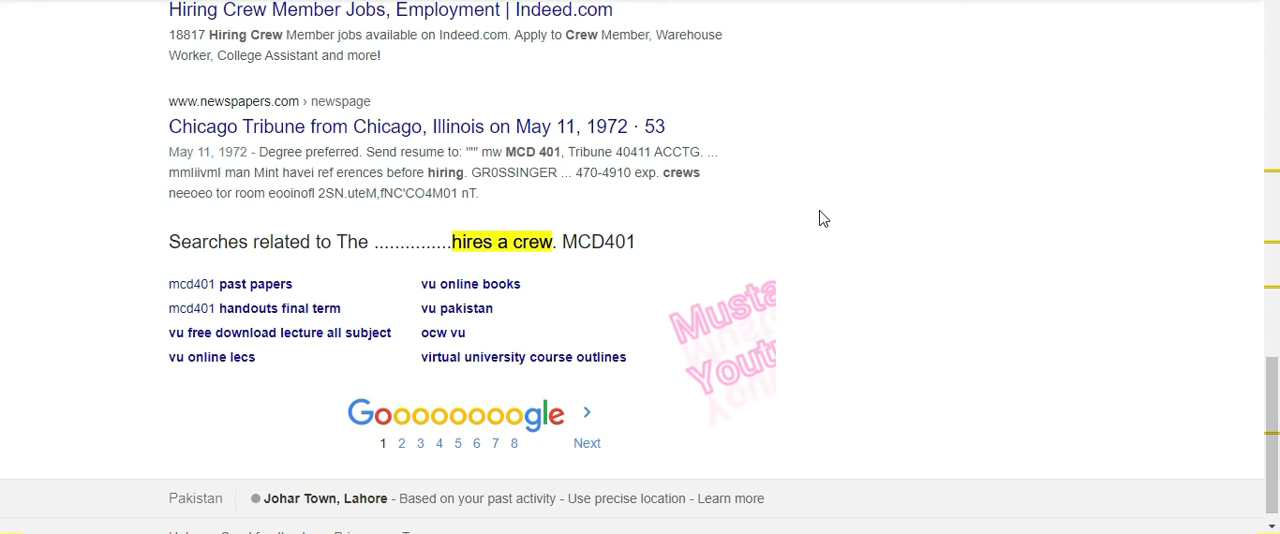 Hiring Crew Member Jobs, Employment | Indeed.com
18817 Hiring Crew Member jobs available on Indeed.com. Apply to Crew Member, Warehouse
Worker, College Assistant and more!
www.newspapers.com › newspage
Chicago Tribune from Chicago, Illinois on May 11, 1972 · 53
May 11, 1972 - Degree preferred. Send resume to: """ mw MCD 401, Tribune 40411 ACCTG. ...
mmIiivmI man Mint havei ref erences before hiring. GR0SSINGER ... 470-4910 exp. crews
neeoeo tor room eooinofl 2SN.uteM,fNC'CO4M01 nT.
Searches related to The ...............hires a crew. MCD401
mcd401 past papers
mcd401 handouts final term
vu free download lecture all subject
vu online lecs
vu online books
vu pakistan
ocw vu
virtual university course outlines
Musta
Youtu
Goooooooogle >
1 2 3 4 5 6 7 8 Next
Pakistan
Johar Town, Lahore - Based on your past activity - Use precise location - Learn more